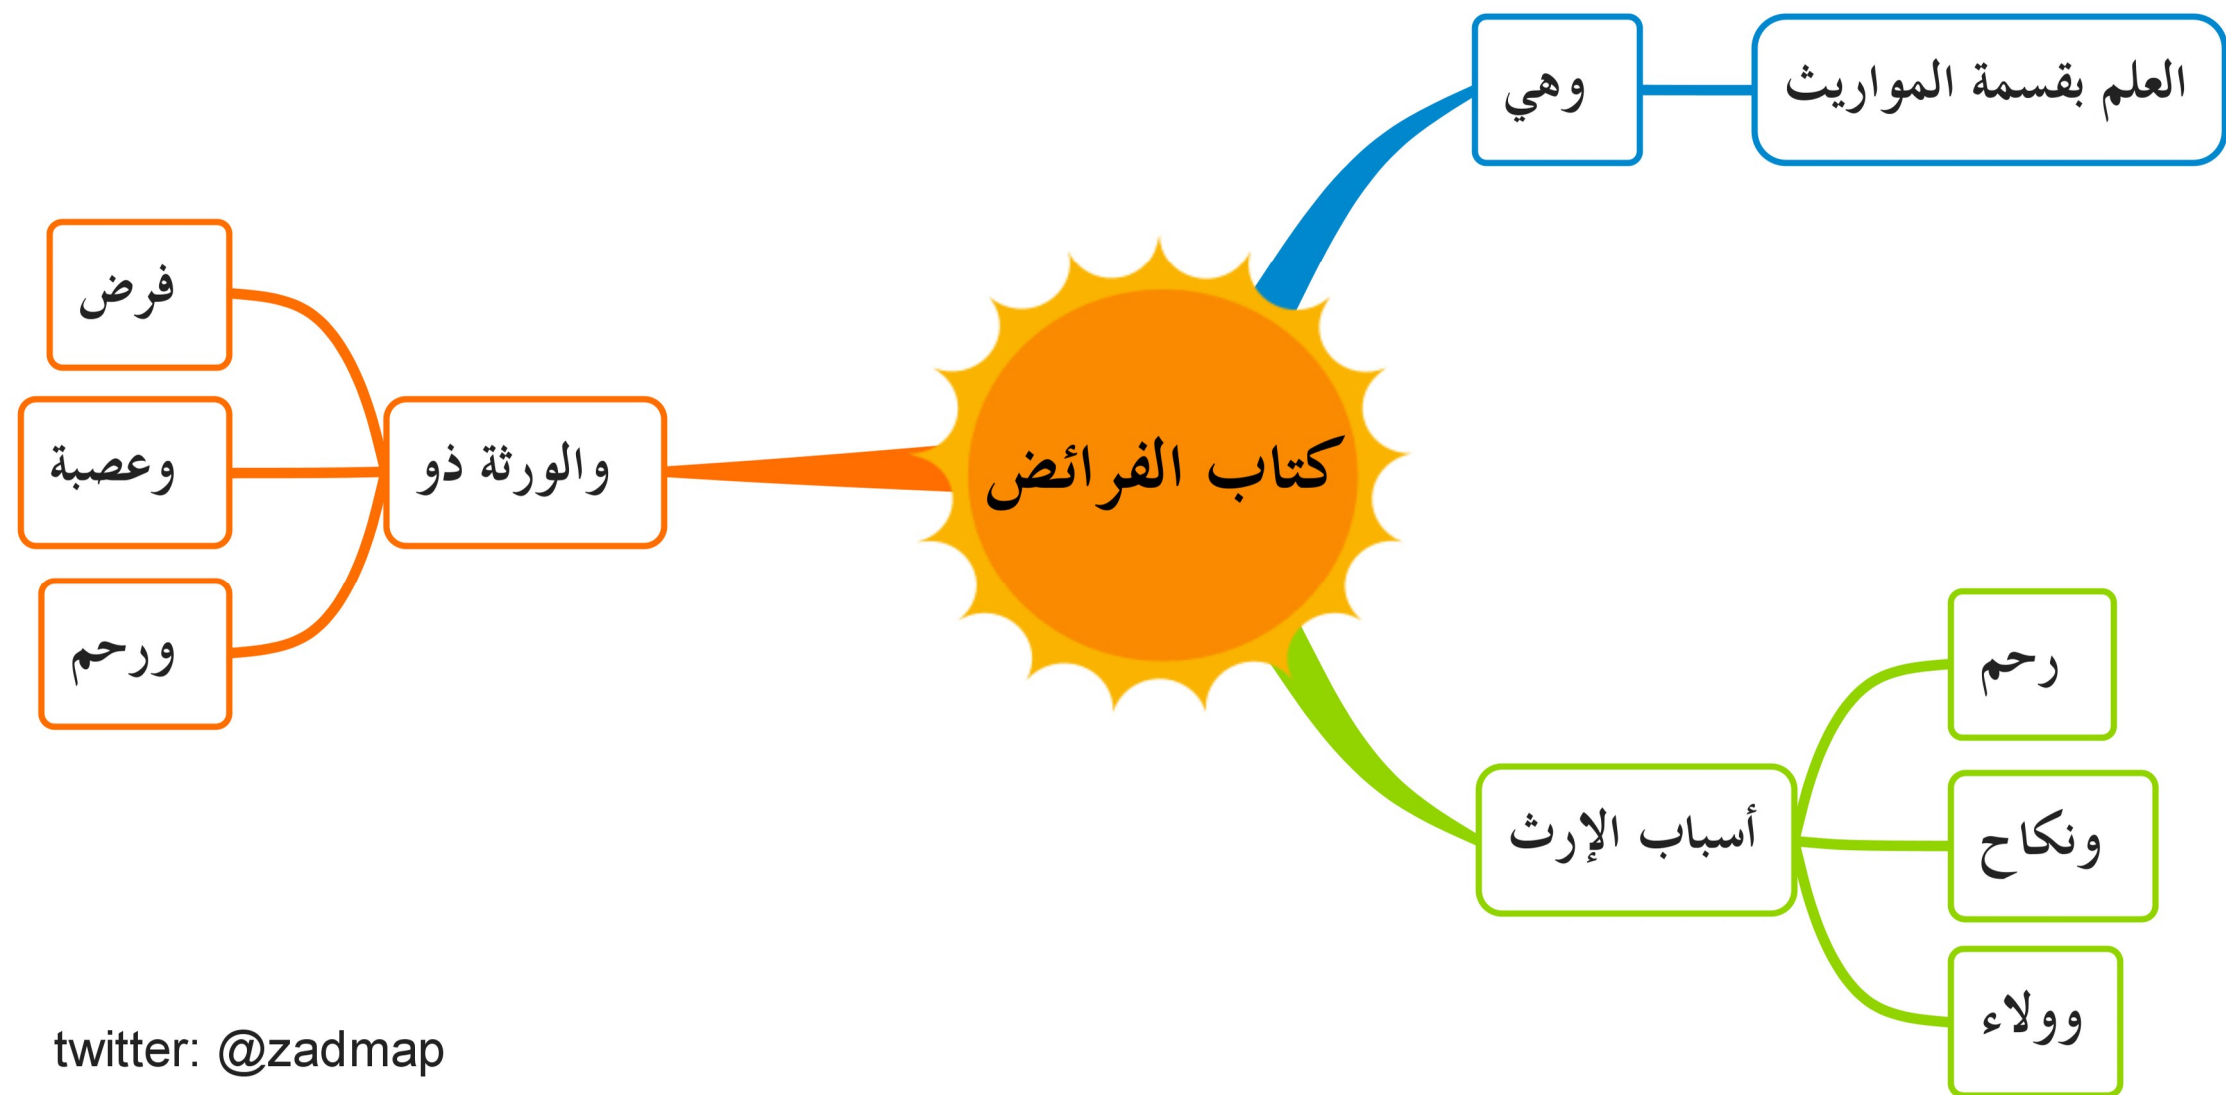 كتاب الفرائض
وهي
العلم بقسمة المواريث
أسباب الإرث
رحم
ونكاح
وولاء
والورثة ذو
فرض
وعصبة
ورحم
twitter: @zadmap